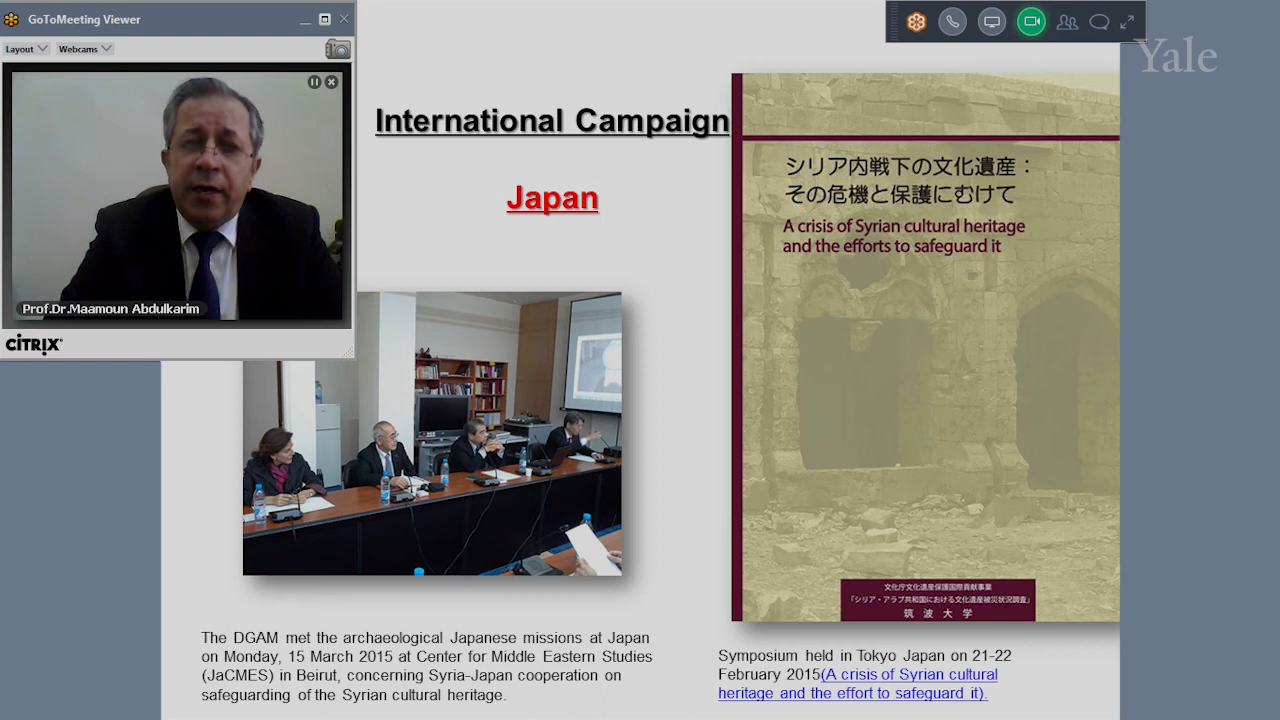 GoToMeeting Viewer
Layout Webcams
Prof.Dr.Maamoun Abdulkarim
CİTRIX
Yale
International Campaign
Japan
シリア内戦下の文化遺産：
その危機と保護にむけて
A crisis of Syrian cultural heritage
and the efforts to safeguard it
文化庁文化遺産保護国際貢献事業
「シリア・アラブ共和国における文化遺産被災状況調査」
筑波大学
The DGAM met the archaeological Japanese missions at Japan
on Monday, 15 March 2015 at Center for Middle Eastern Studies
(JaCMES) in Beirut, concerning Syria-Japan cooperation on
safeguarding of the Syrian cultural heritage.
Symposium held in Tokyo Japan on 21-22
February 2015(A crisis of Syrian cultural
heritage and the effort to safeguard it).